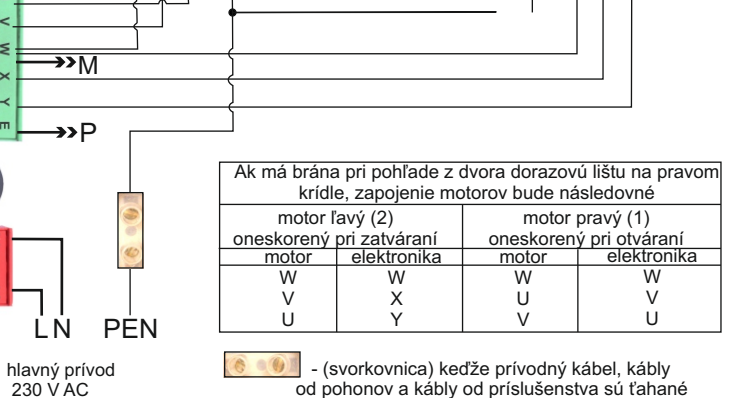 V
W
M
X
Y
E
P
Ak má brána pri pohľade z dvora dorazovú lištu na pravom
krídle, zapojenie motorov bude následovné
motor ľavý (2) motor pravý (1)
oneskorený pri zatváraní oneskorený pri otváraní
motor elektronika motor elektronika
W W W W
V X U V
U Y V U
L N PEN
hlavný prívod
230 V AC
- (svorkovnica) keďže prívodný kábel, kábly
od pohonov a kábly od príslušenstva sú ťahané